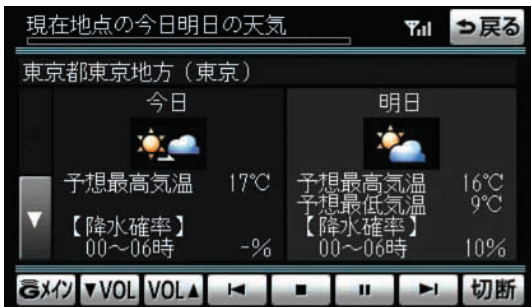 現在地点の今日明日の天気
戻る
東京都東京地方（東京）
今日
予想最高気温 17℃
【降水確率】
00～06時 -%
明日
予想最高気温 16℃
予想最低気温 9℃
【降水確率】
00～06時 10%
Gメイン ▼VOL VOL▲ 切断